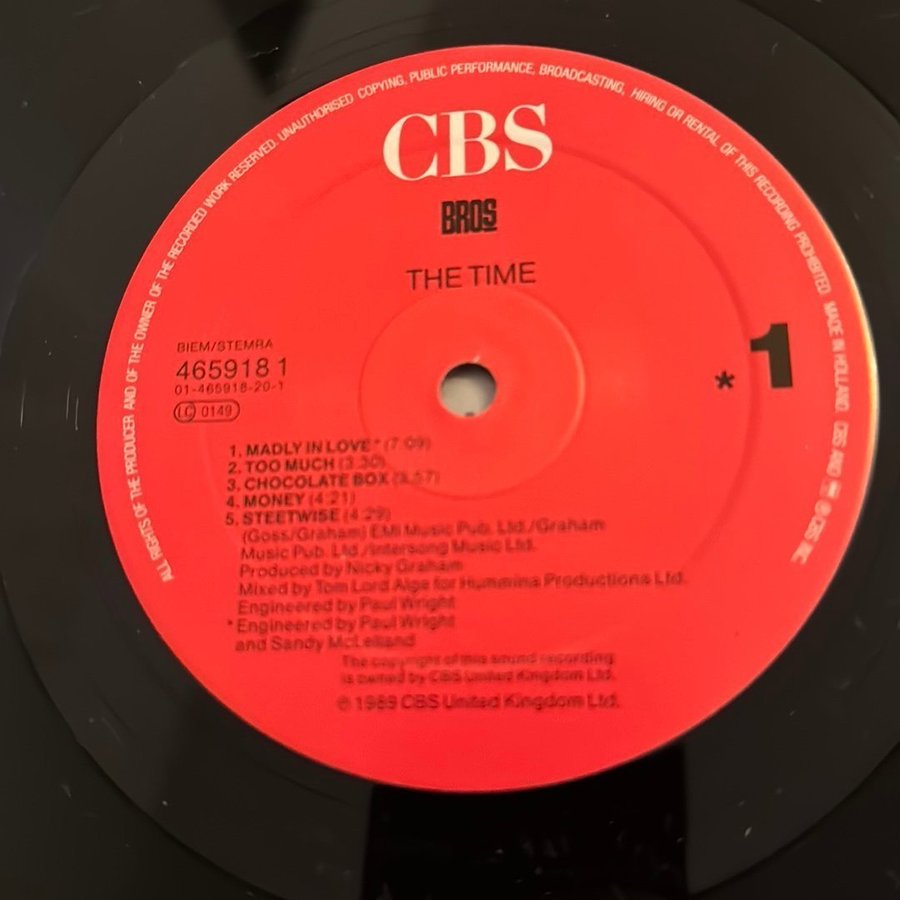 ALL RIGHTS OF THE PRODUCER AND OF THE OWNER OF THE RECORDED WORK RESERVED. UNAUTHORISED COPYING, PUBLIC PERFORMANCE, BROADCASTING, HIRING OR RENTAL OF THIS RECORDING PROHIBITED. MADE IN HOLLAND. CBS AND ℗ CBS INC.
CBS
BROS
THE TIME
BIEM/STEMRA
465918 1
01-465918-20-1
LC 0149
* 1
1. MADLY IN LOVE* (7:09)
2. TOO MUCH (3.30)
3. CHOCOLATE BOX (3.57)
4. MONEY (4:21)
5. STEETWISE (4:29)
(Goss/Graham) EMI Music Pub. Ltd./Graham
Music Pub. Ltd./Intersong Music Ltd.
Produced by Nicky Graham
Mixed by Tom Lord Alge for Hummina Productions Ltd.
Engineered by Paul Wright
*Engineered by Paul Wright
and Sandy McLelland
The copyright of this sound recording
is owned by CBS United Kingdom Ltd.
℗ 1989 CBS United Kingdom Ltd.